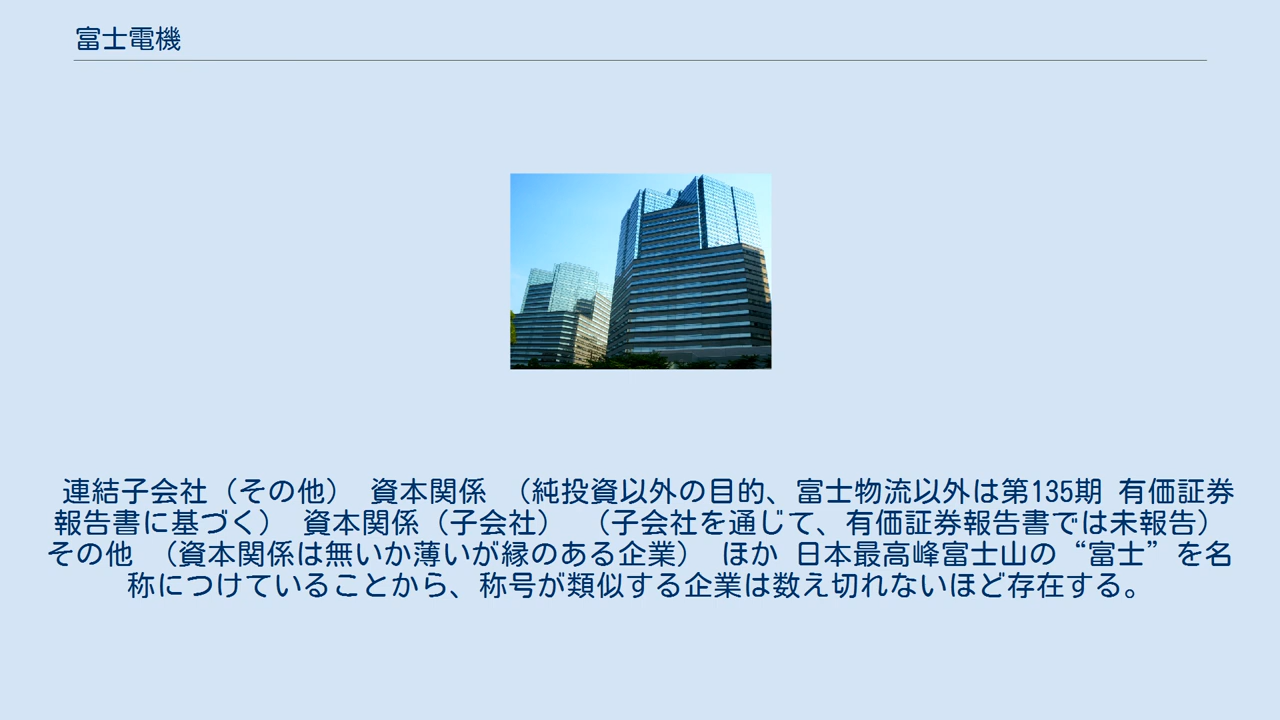 富士電機
連結子会社（その他） 資本関係 （純投資以外の目的、富士物流以外は第135期 有価証券
報告書に基づく） 資本関係（子会社） （子会社を通じて、有価証券報告書では未報告）
その他 （資本関係は無いか薄いが縁のある企業） ほか 日本最高峰富士山の“富士”を名
称につけていることから、称号が類似する企業は数え切れないほど存在する。